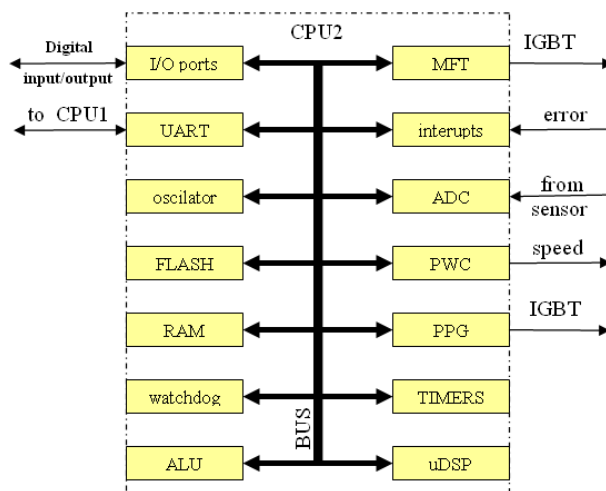 CPU2
Digital
input/output
I/O ports
MFT
IGBT
to CPU1
UART
interupts
error
oscilator
ADC
from
sensor
FLASH
PWC
speed
RAM
PPG
IGBT
watchdog
TIMERS
BUS
ALU
uDSP